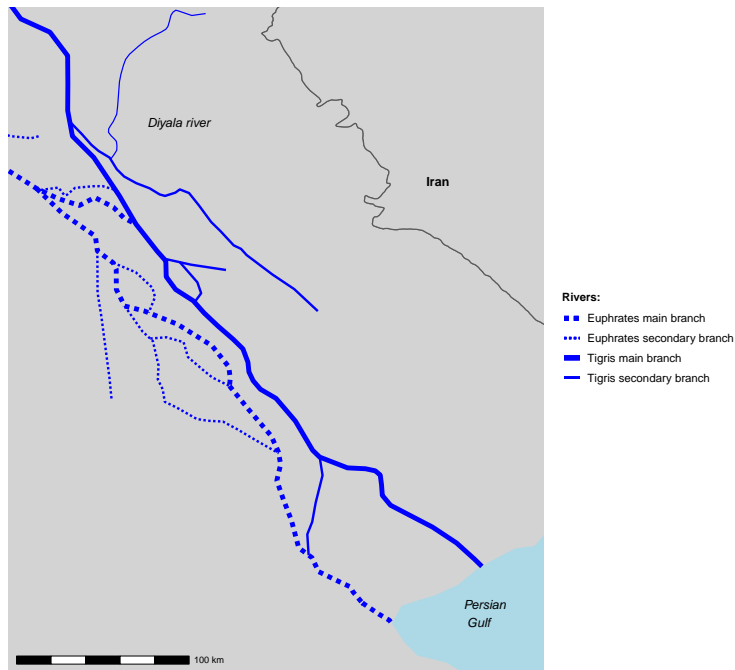 Diyala river
Iran
Rivers:
Euphrates main branch
Euphrates secondary branch
Tigris main branch
Tigris secondary branch
Persian
Gulf
100 km